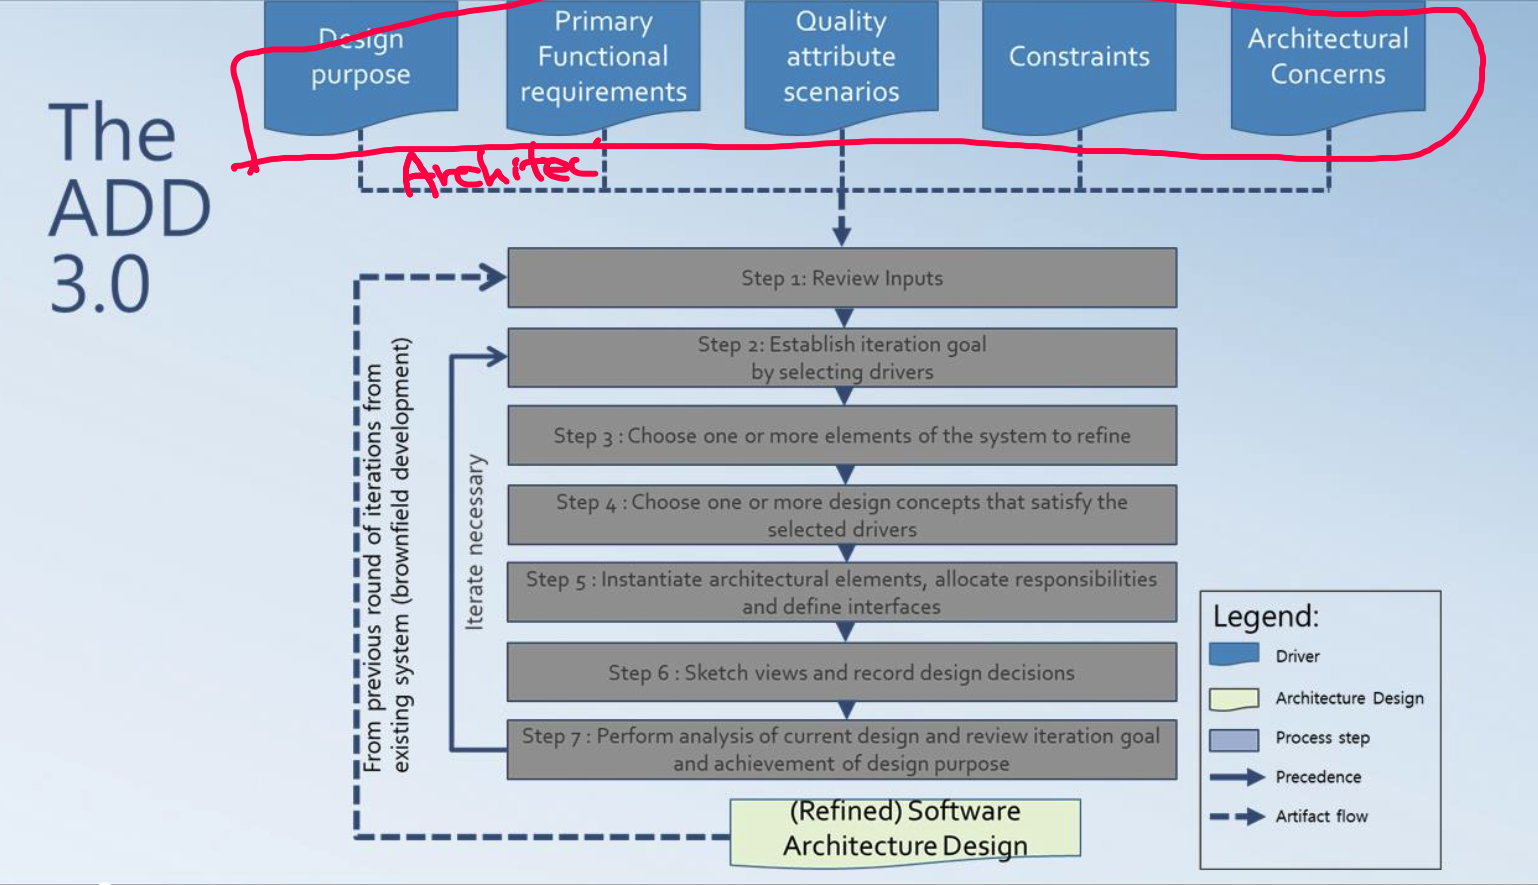 Design
purpose
Primary
Functional
requirements
Quality
attribute
scenarios
Constraints
Architectural
Concerns
Architec
The
ADD
3.0
Step 1: Review Inputs
Step 2: Establish iteration goal
by selecting drivers
Step 3 : Choose one or more elements of the system to refine
Step 4 : Choose one or more design concepts that satisfy the
selected drivers
Step 5 : Instantiate architectural elements, allocate responsibilities
and define interfaces
Step 6 : Sketch views and record design decisions
Step 7 : Perform analysis of current design and review iteration goal
and achievement of design purpose
From previous round of iterations from
existing system (brownfield development)
Iterate necessary
(Refined) Software
Architecture Design
Legend:
Driver
Architecture Design
Process step
Precedence
Artifact flow